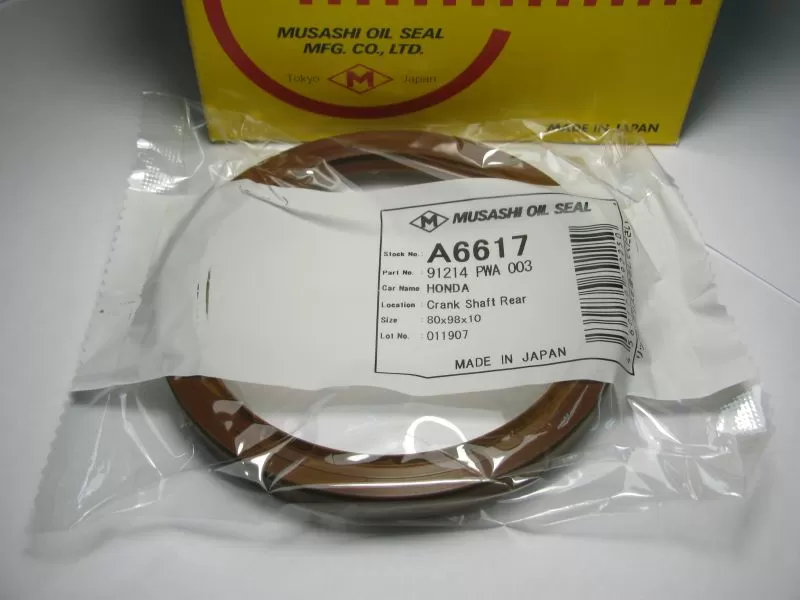 MUSASHI OIL SEAL
MFG. CO., LTD.
Tokyo M Japan
MADE IN JAPAN
M MUSASHI OIL SEAL
Stock No. : A6617
Part No. : 91214 PWA 003
Car Name : HONDA
Location : Crank Shaft Rear
Size : 80x98x10
Lot No. : 011907
MADE IN JAPAN